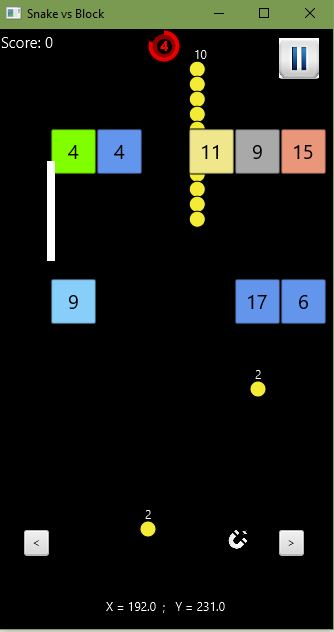 Snake vs Block
Score: 0
4
10
4 4 11 9 15
9 17 6
2
2
< >
X = 192.0 ; Y = 231.0